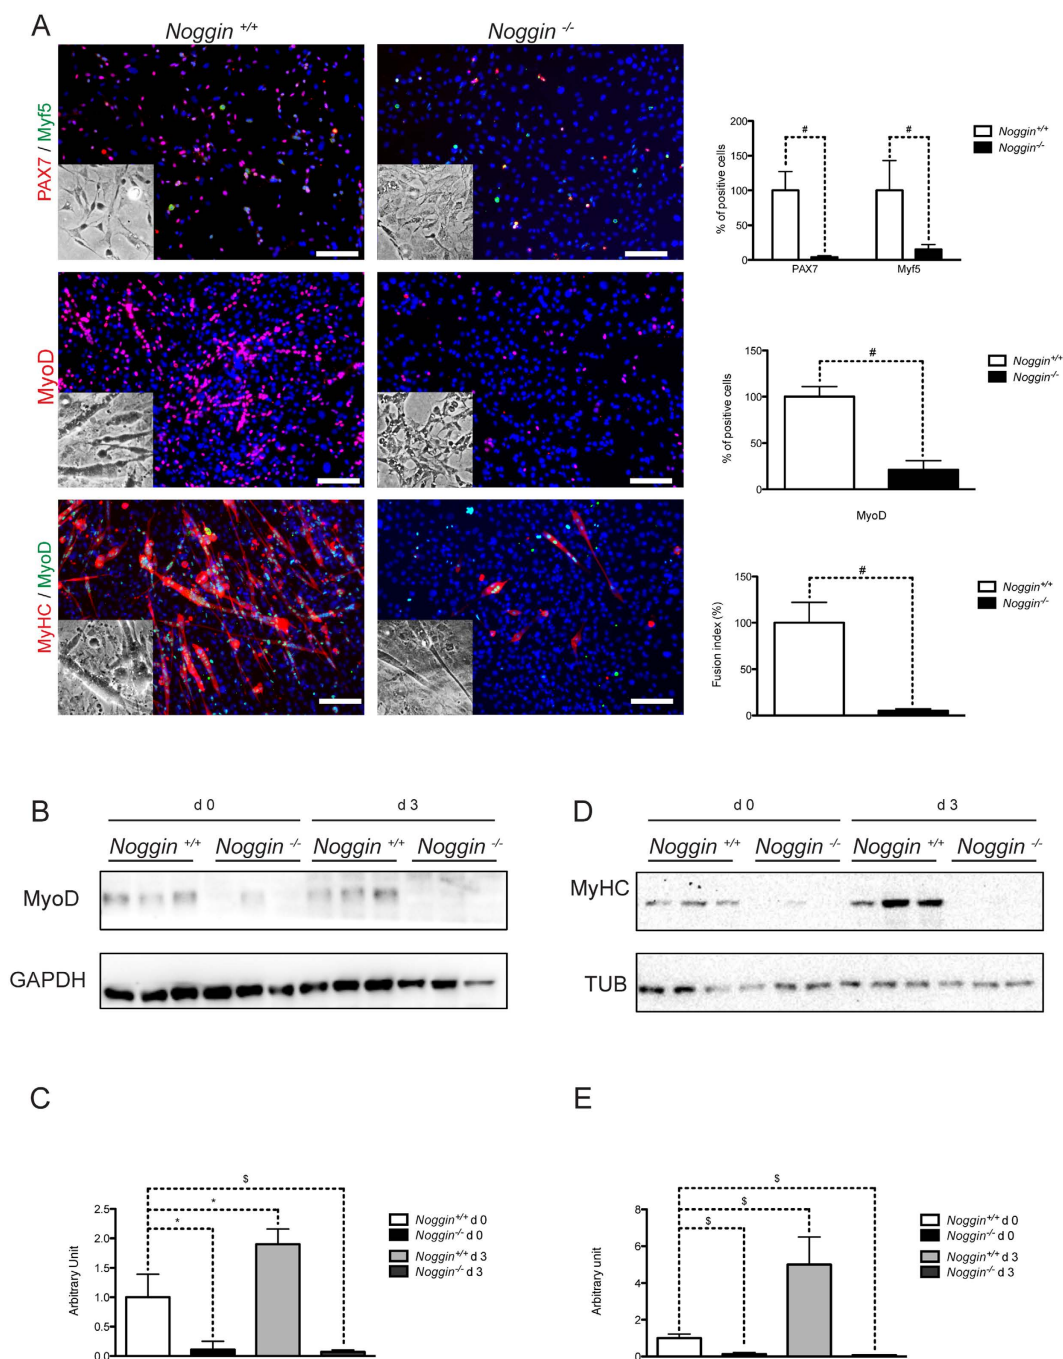 A
Noggin +/+
Noggin -/-
PAX7 / Myf5
MyoD
MyHC / MyoD
% of positive cells
200
150
100
50
0
#
#
PAX7
Myf5
Noggin+/+
Noggin-/-
% of positive cells
150
100
50
0
#
MyoD
Noggin+/+
Noggin-/-
Fusion index (%)
150
100
50
0
#
Noggin+/+
Noggin-/-
B
d 0
d 3
Noggin +/+
Noggin -/-
Noggin +/+
Noggin -/-
MyoD
GAPDH
D
d 0
d 3
Noggin +/+
Noggin -/-
Noggin +/+
Noggin -/-
MyHC
TUB
C
Arbitrary Unit
2.5
2.0
1.5
1.0
0.5
0.0
$
*
*
Noggin+/+ d 0
Noggin-/- d 0
Noggin+/+ d 3
Noggin-/- d 3
E
Arbitrary unit
8
6
4
2
0
$
$
$
Noggin+/+ d 0
Noggin-/- d 0
Noggin+/+ d 3
Noggin-/- d 3